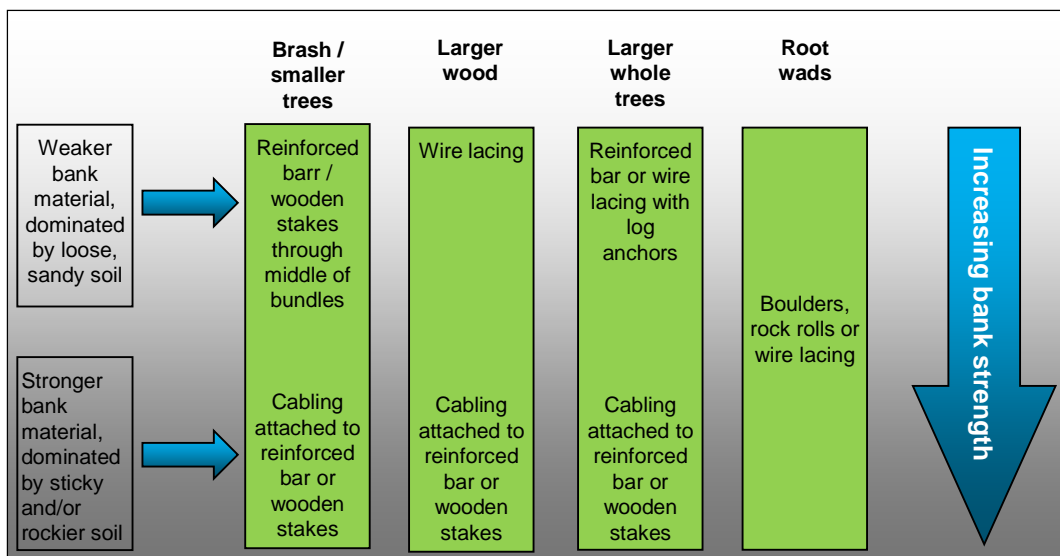 Brash /
smaller
trees
Larger
wood
Larger
whole
trees
Root
wads
Weaker
bank
material,
dominated
by loose,
sandy soil
Reinforced
barr /
wooden
stakes
through
middle of
bundles
Wire lacing
Reinforced
bar or wire
lacing with
log
anchors
Boulders,
rock rolls or
wire lacing
Increasing bank strength
Stronger
bank
material,
dominated
by sticky
and/or
rockier soil
Cabling
attached to
reinforced
bar or
wooden
stakes
Cabling
attached to
reinforced
bar or
wooden
stakes
Cabling
attached to
reinforced
bar or
wooden
stakes